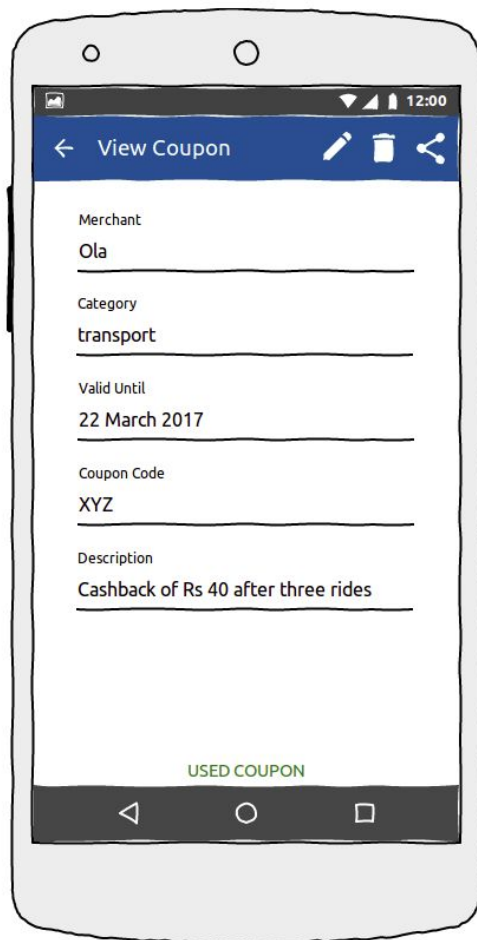 12:00
View Coupon
Merchant
Ola
Category
transport
Valid Until
22 March 2017
Coupon Code
XYZ
Description
Cashback of Rs 40 after three rides
USED COUPON